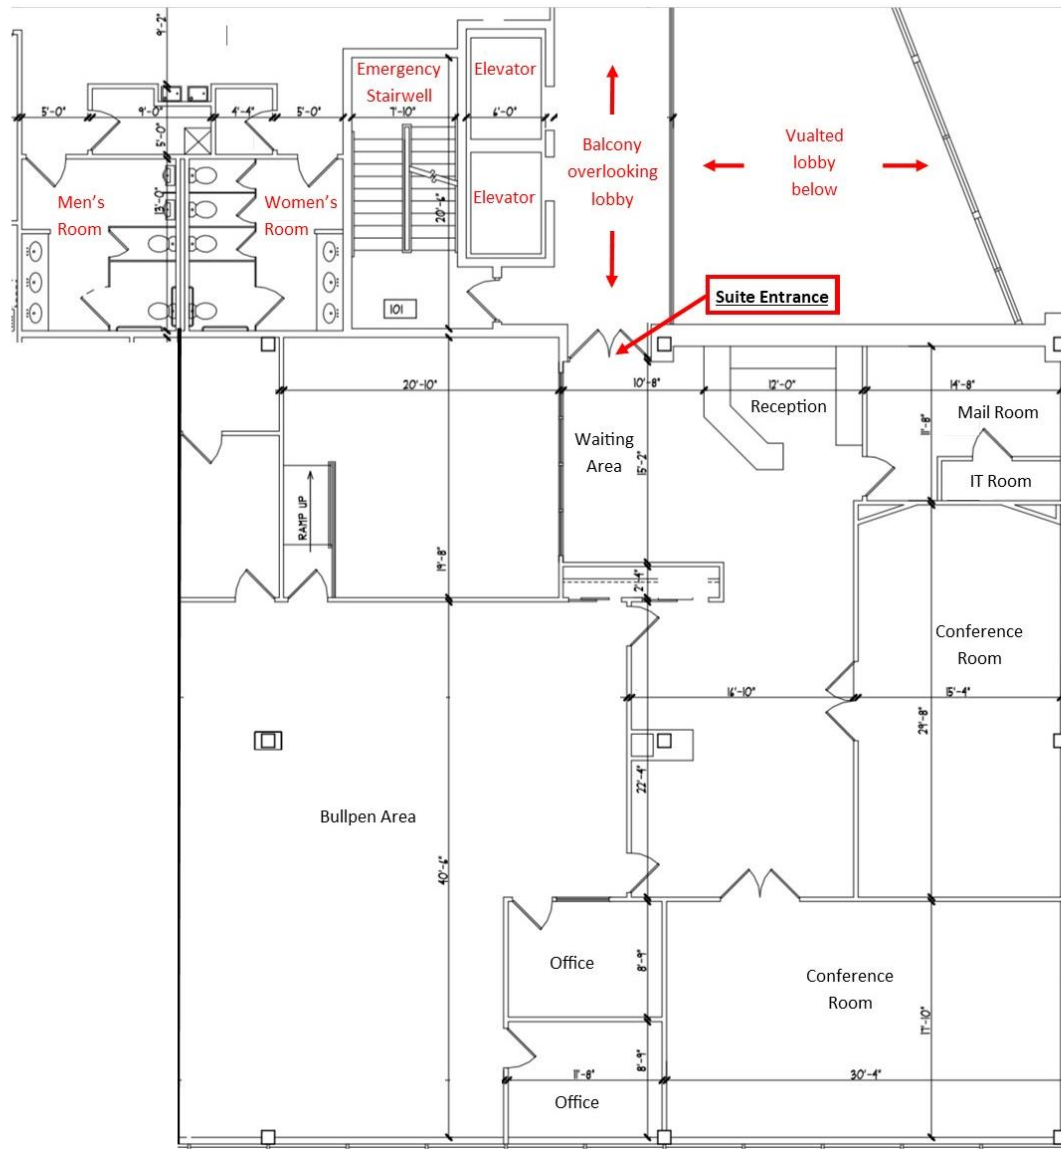 9'-2"
5'-0"
9'-0"
4'-4"
5'-0"
7'-10"
6'-0"
5'-0"
13'-0"
20'-6"
Emergency
Stairwell
Elevator
Elevator
Balcony
overlooking
lobby
Vualted
lobby
below
Men's
Room
Women's
Room
101
Suite Entrance
20'-10"
10'-8"
12'-0"
14'-8"
Reception
Mail Room
11'-8"
Waiting
Area
15'-2"
IT Room
RAMP UP
19'-8"
2'-4"
Conference
Room
16'-10"
15'-4"
29'-8"
22'-4"
Bullpen Area
40'-6"
Office
8'-9"
Conference
Room
17'-10"
8'-9"
11'-8"
30'-4"
Office